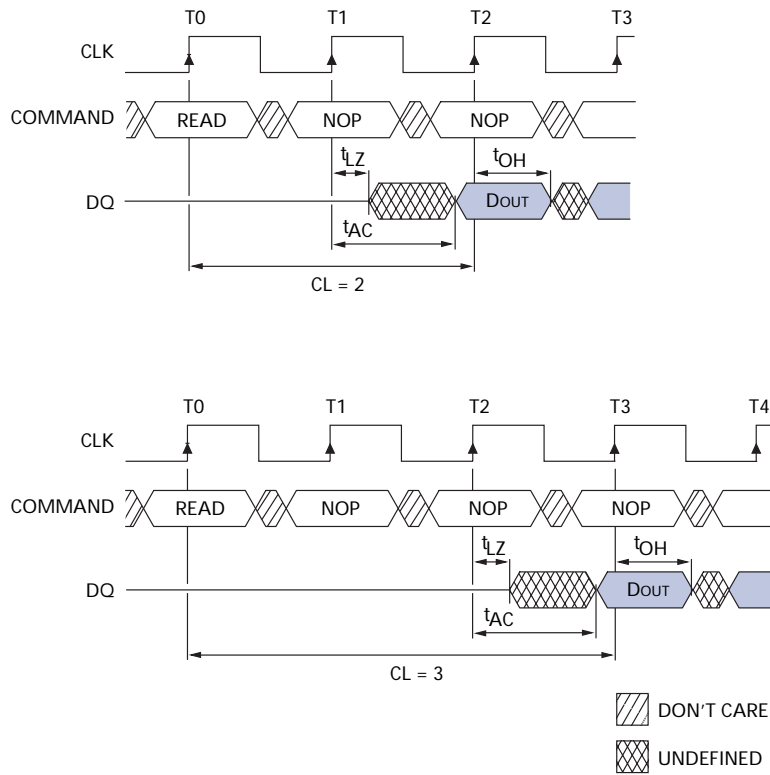 T0 T1 T2 T3
CLK
COMMAND READ NOP NOP
tLZ tOH
DQ DOUT
tAC
CL = 2
T0 T1 T2 T3 T4
CLK
COMMAND READ NOP NOP NOP
tLZ tOH
DQ DOUT
tAC
CL = 3
DON'T CARE
UNDEFINED